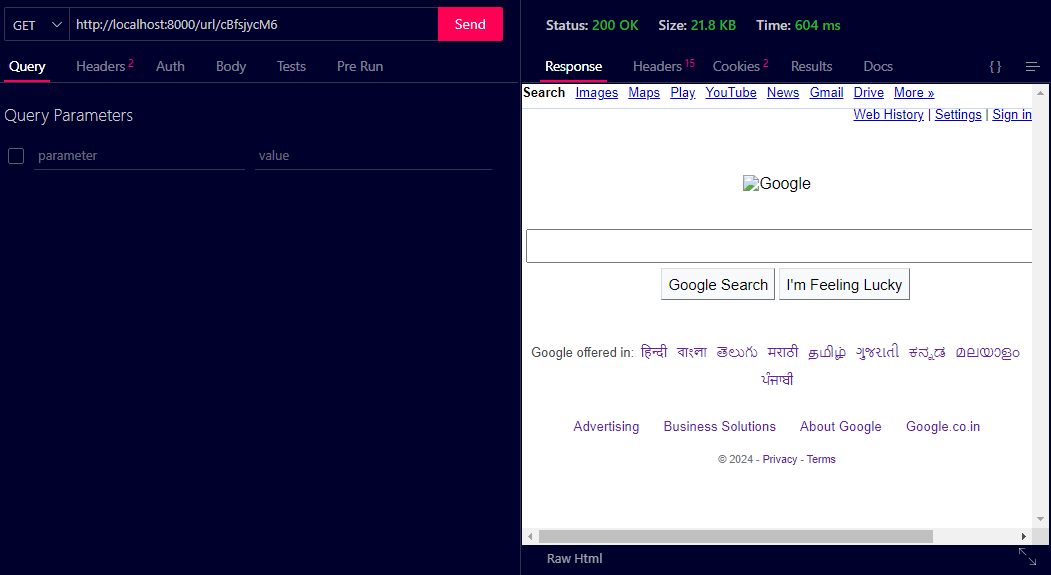 GET http://localhost:8000/url/cBfsjycM6 Send
Query Headers 2 Auth Body Tests Pre Run
Query Parameters
parameter value
Status: 200 OK Size: 21.8 KB Time: 604 ms
Response Headers 15 Cookies 2 Results Docs { }
Search Images Maps Play YouTube News Gmail Drive More »
Web History | Settings | Sign in
Google
Google Search I'm Feeling Lucky
Google offered in: हिन्दी বাংলা తెలుగు मराठी தமிழ் ગુજરાતી ಕನ್ನಡ മലയാളം
ਪੰਜਾਬੀ
Advertising Business Solutions About Google Google.co.in
© 2024 - Privacy - Terms
Raw Html